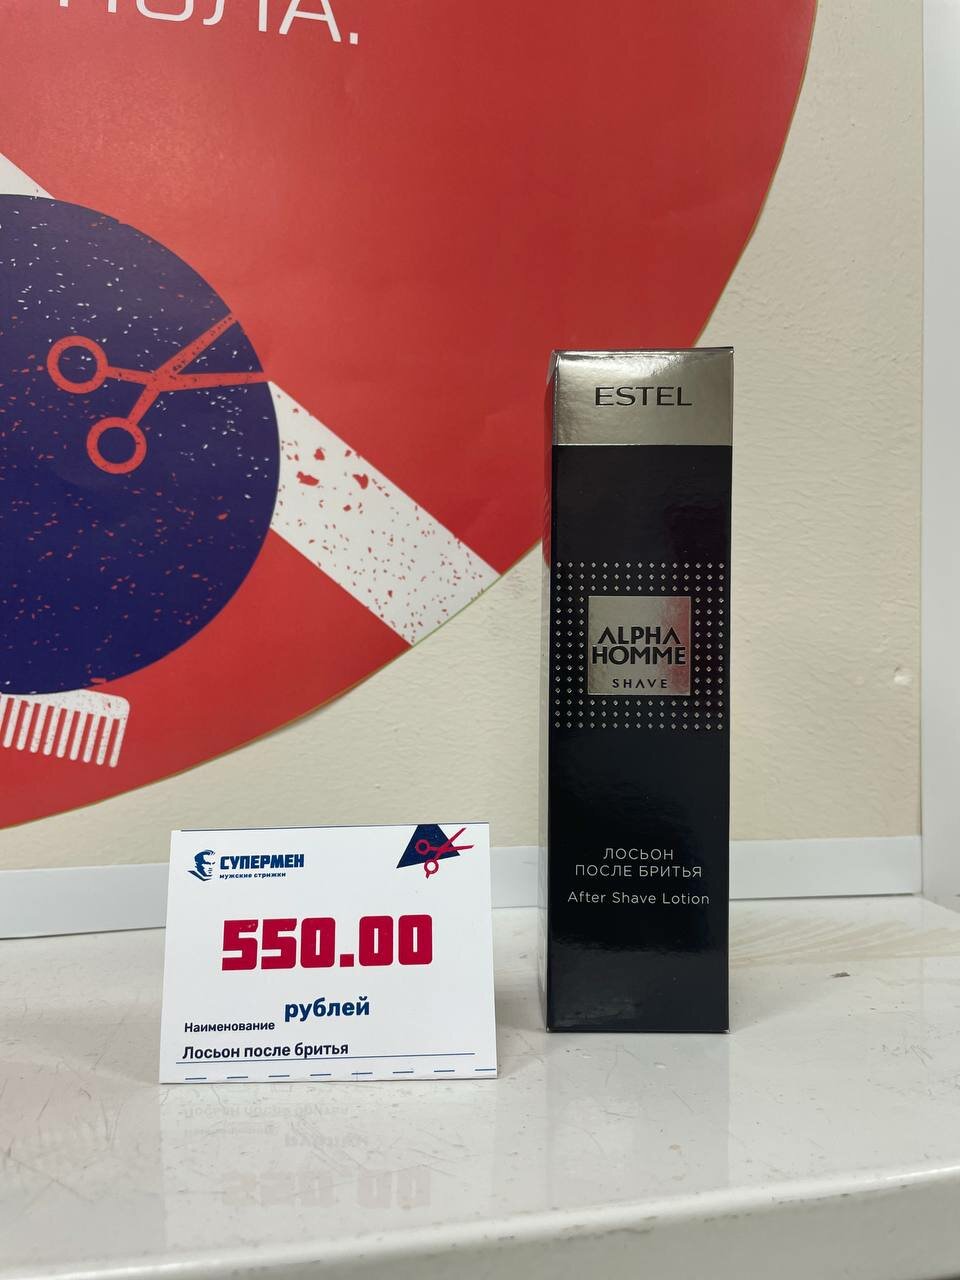 ESTEL
ALPHA
HOMME
SHAVE
ЛОСЬОН
ПОСЛЕ БРИТЬЯ
After Shave Lotion
СУПЕРМЕН
мужские стрижки
550.00
рублей
Наименование
Лосьон после бритья